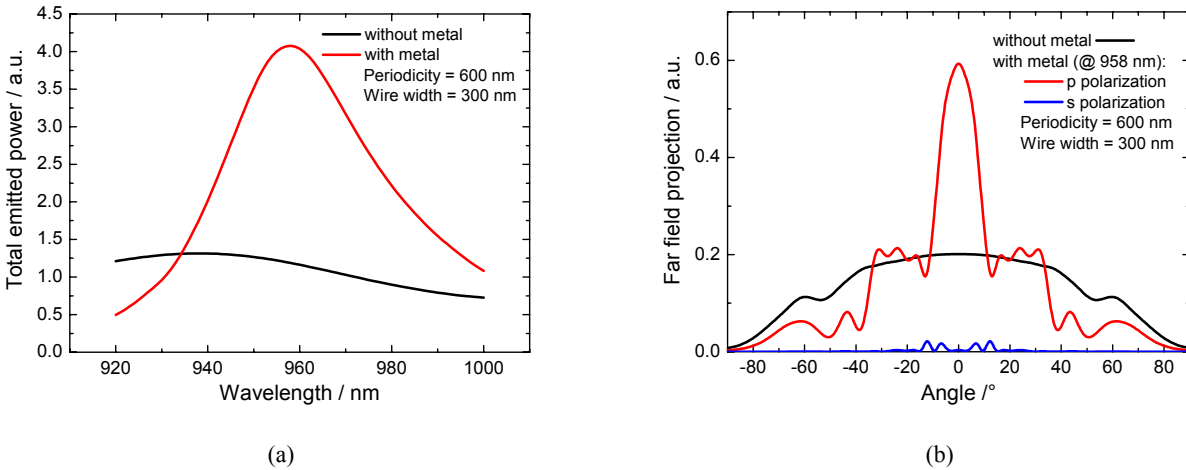 without metal
with metal
Periodicity = 600 nm
Wire width = 300 nm
Total emitted power / a.u.
4.5
4.0
3.5
3.0
2.5
2.0
1.5
1.0
0.5
0.0
920 940 960 980 1000
Wavelength / nm
(a)
without metal
with metal (@ 958 nm):
p polarization
s polarization
Periodicity = 600 nm
Wire width = 300 nm
Far field projection / a.u.
0.6
0.4
0.2
0.0
-80 -60 -40 -20 0 20 40 60 80
Angle /°
(b)